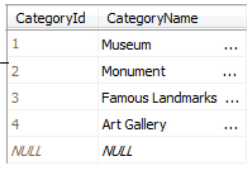 CategoryId CategoryName
1 Museum ...
2 Monument ...
3 Famous Landmarks ...
4 Art Gallery ...
NULL NULL